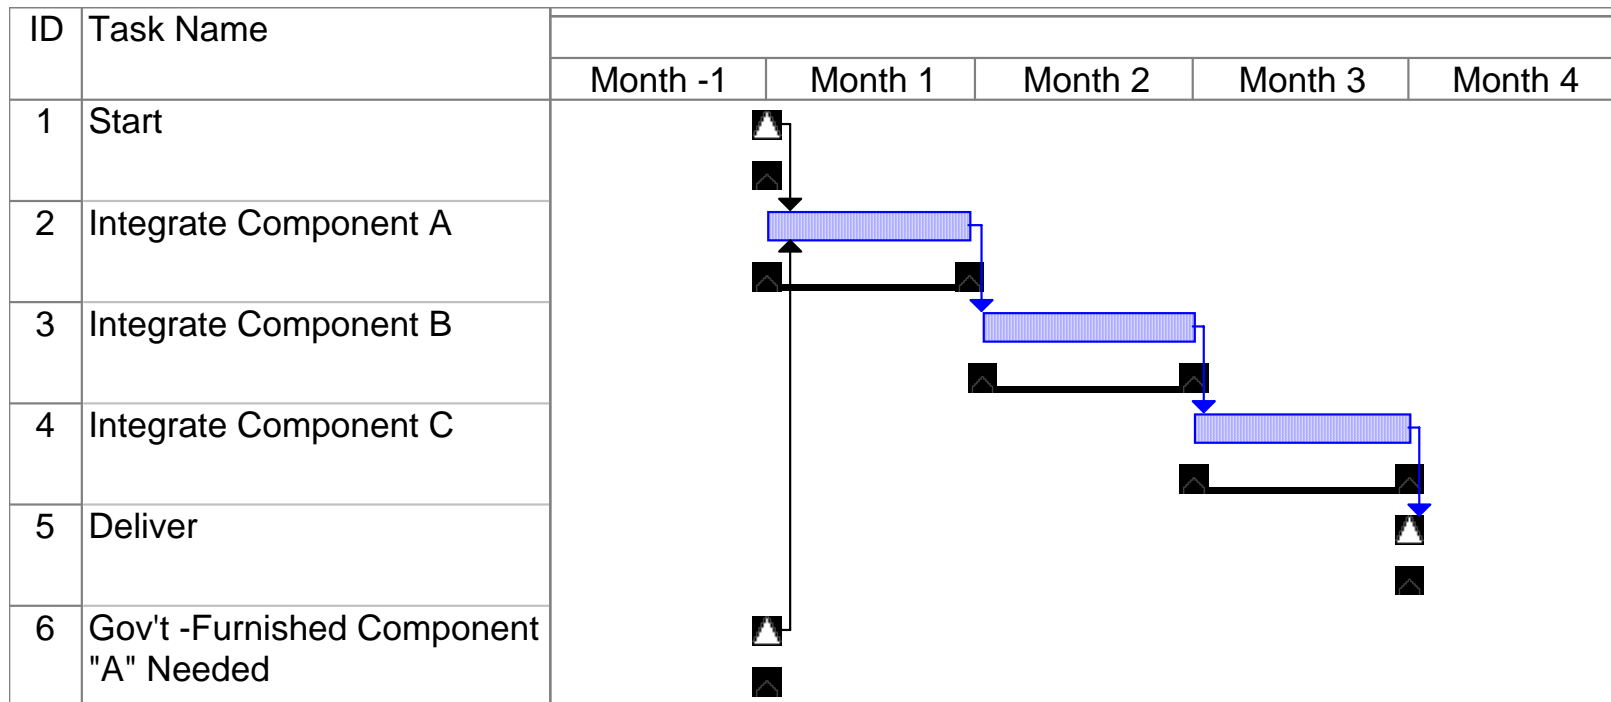 ID Task Name
Month -1 Month 1 Month 2 Month 3 Month 4
1 Start
2 Integrate Component A
3 Integrate Component B
4 Integrate Component C
5 Deliver
6 Gov't -Furnished Component
"A" Needed